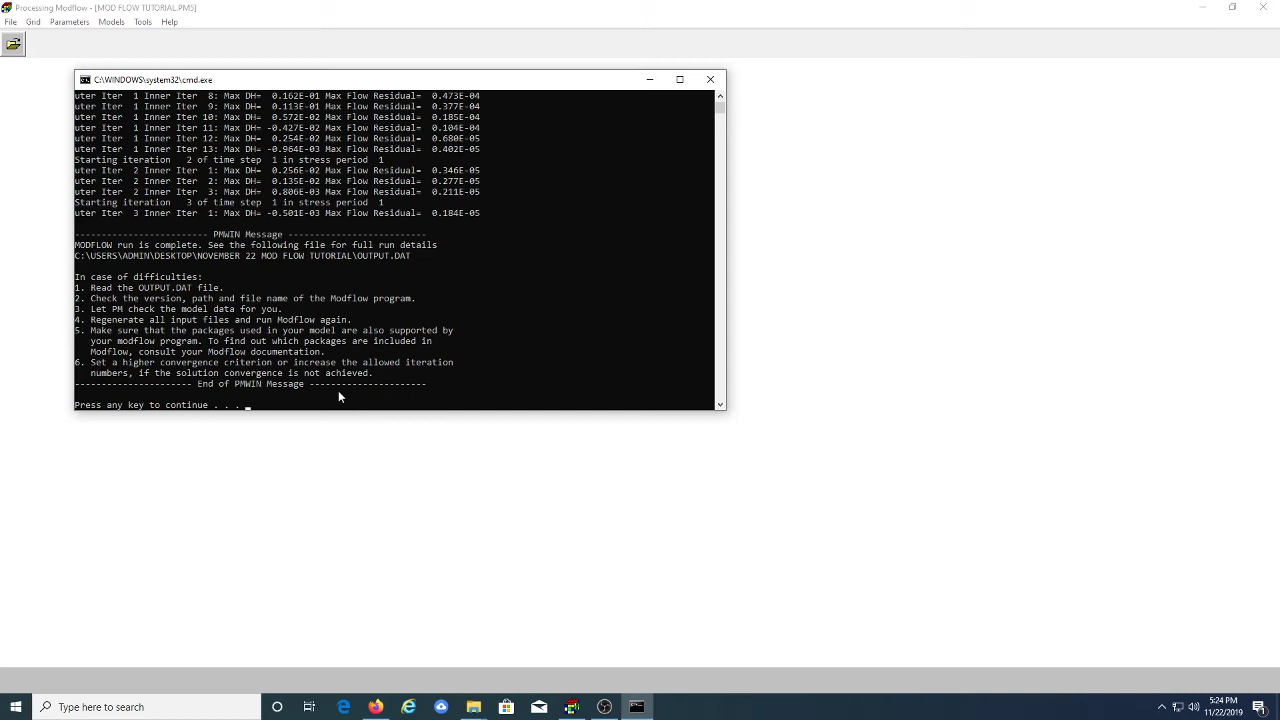 Processing Modflow - [MOD FLOW TUTORIAL.PM5]
File Grid Parameters Models Tools Help
C:\WINDOWS\system32\cmd.exe
uter Iter  1 Inner Iter  8: Max DH=  0.162E-01 Max Flow Residual=  0.473E-04
uter Iter  1 Inner Iter  9: Max DH=  0.113E-01 Max Flow Residual=  0.377E-04
uter Iter  1 Inner Iter 10: Max DH=  0.572E-02 Max Flow Residual=  0.185E-04
uter Iter  1 Inner Iter 11: Max DH= -0.427E-02 Max Flow Residual=  0.104E-04
uter Iter  1 Inner Iter 12: Max DH=  0.254E-02 Max Flow Residual=  0.680E-05
uter Iter  1 Inner Iter 13: Max DH= -0.964E-03 Max Flow Residual=  0.402E-05
Starting iteration   2 of time step  1 in stress period  1
uter Iter  2 Inner Iter  1: Max DH=  0.256E-02 Max Flow Residual=  0.346E-05
uter Iter  2 Inner Iter  2: Max DH=  0.135E-02 Max Flow Residual=  0.277E-05
uter Iter  2 Inner Iter  3: Max DH=  0.806E-03 Max Flow Residual=  0.211E-05
Starting iteration   3 of time step  1 in stress period  1
uter Iter  3 Inner Iter  1: Max DH= -0.501E-03 Max Flow Residual=  0.184E-05
------------------------- PMWIN Message --------------------------
MODFLOW run is complete. See the following file for full run details
C:\USERS\ADMIN\DESKTOP\NOVEMBER 22 MOD FLOW TUTORIAL\OUTPUT.DAT
In case of difficulties:
1. Read the OUTPUT.DAT file.
2. Check the version, path and file name of the Modflow program.
3. Let PM check the model data for you.
4. Regenerate all input files and run Modflow again.
5. Make sure that the packages used in your model are also supported by
your modflow program. To find out which packages are included in
Modflow, consult your Modflow documentation.
6. Set a higher convergence criterion or increase the allowed iteration
numbers, if the solution convergence is not achieved.
---------------------- End of PMWIN Message ----------------------
Press any key to continue . . .
Type here to search
5:24 PM
11/22/2019